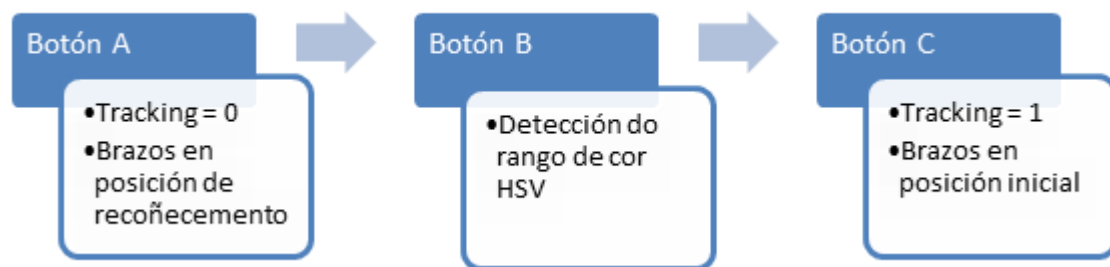 Botón A
•Tracking = 0
•Brazos en
posición de
recoñecemento
Botón B
•Detección do
rango de cor
HSV
Botón C
•Tracking = 1
•Brazos en
posición inicial